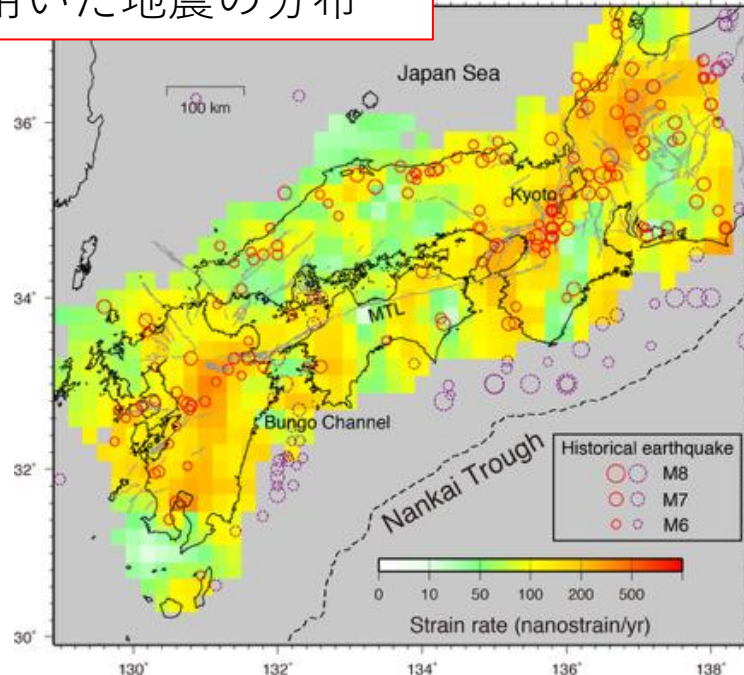 用いた地震の分布
Japan Sea
100 km
Kyoto
MTL
Bungo Channel
Nankai Trough
Historical earthquake
M8
M7
M6
0 10 50 100 200 500
Strain rate (nanostrain/yr)
36˚
34˚
32˚
30˚
130˚ 132˚ 134˚ 136˚ 138˚